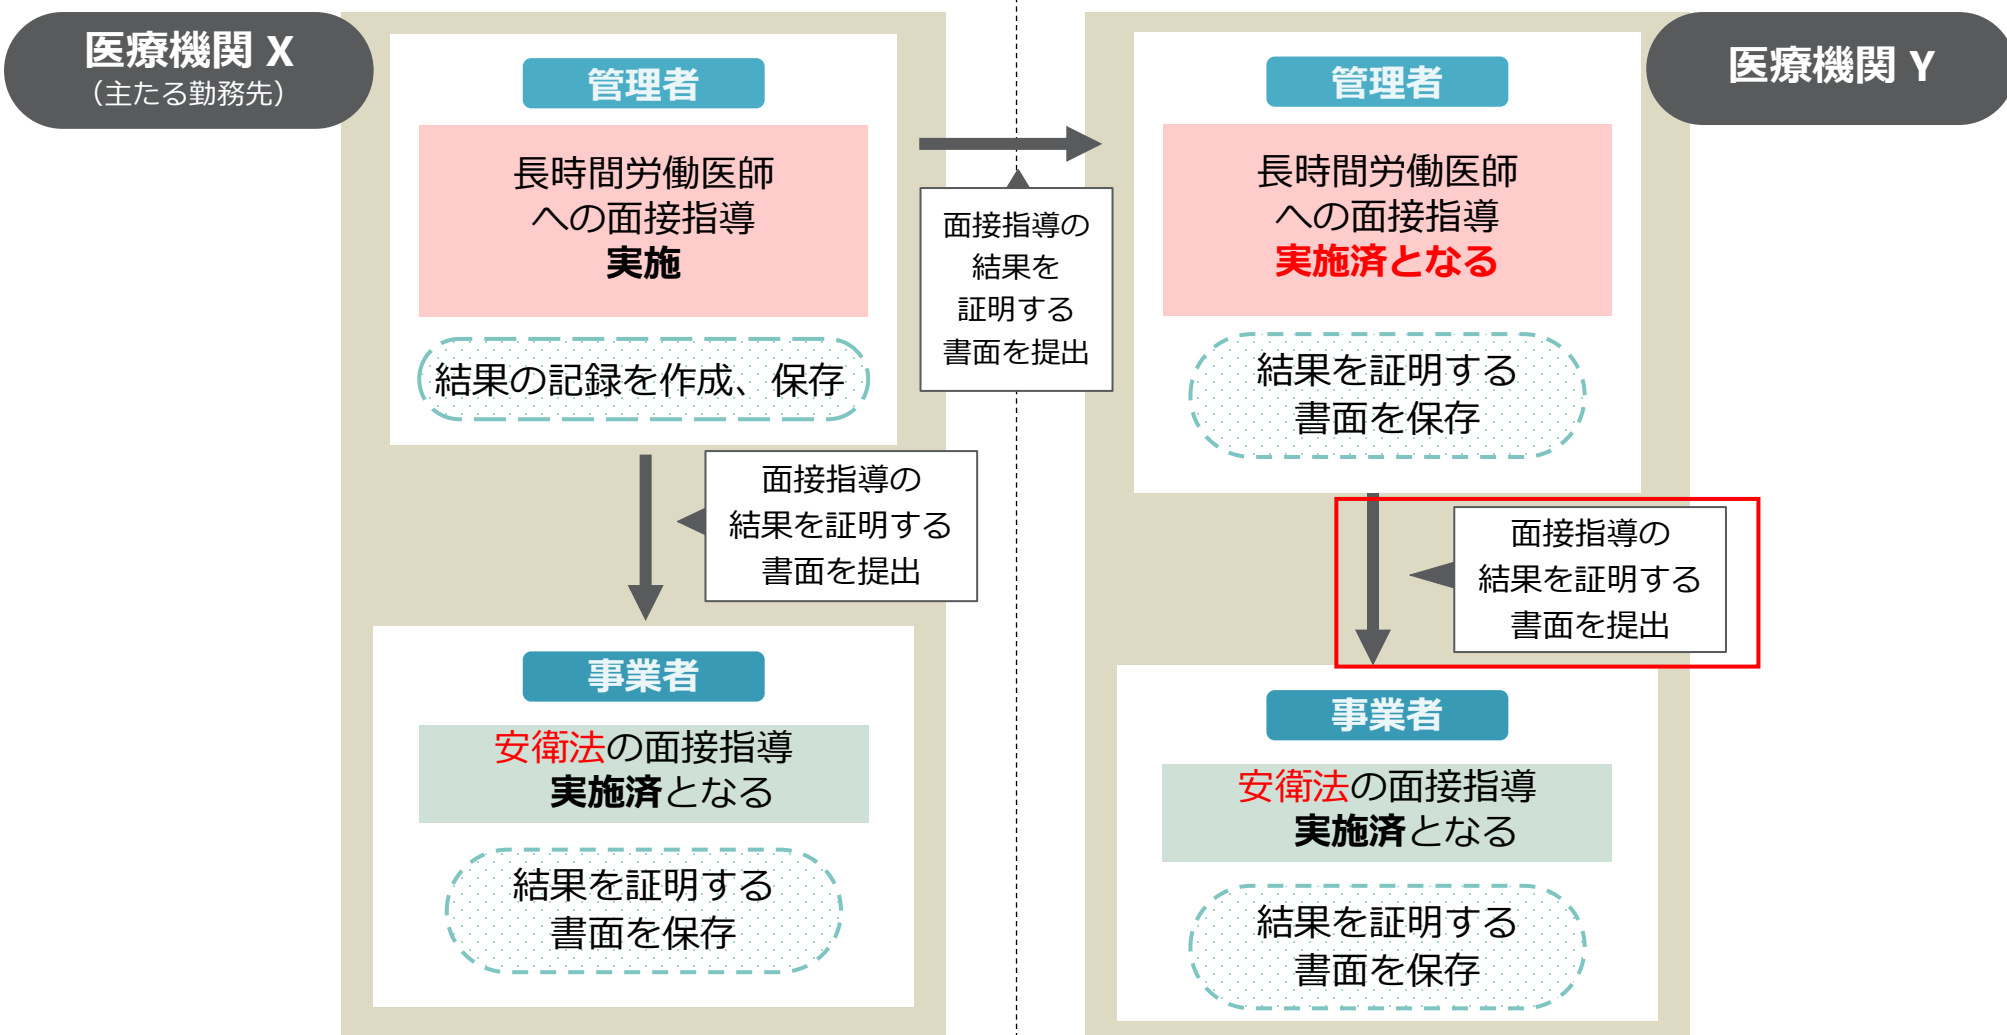 医療機関 X
（主たる勤務先）
管理者
長時間労働医師
への面接指導
実施
結果の記録を作成、保存
面接指導の
結果を証明する
書面を提出
事業者
安衛法の面接指導
実施済となる
結果を証明する
書面を保存
面接指導の
結果を
証明する
書面を提出
医療機関 Y
管理者
長時間労働医師
への面接指導
実施済となる
結果を証明する
書面を保存
面接指導の
結果を証明する
書面を提出
事業者
安衛法の面接指導
実施済となる
結果を証明する
書面を保存